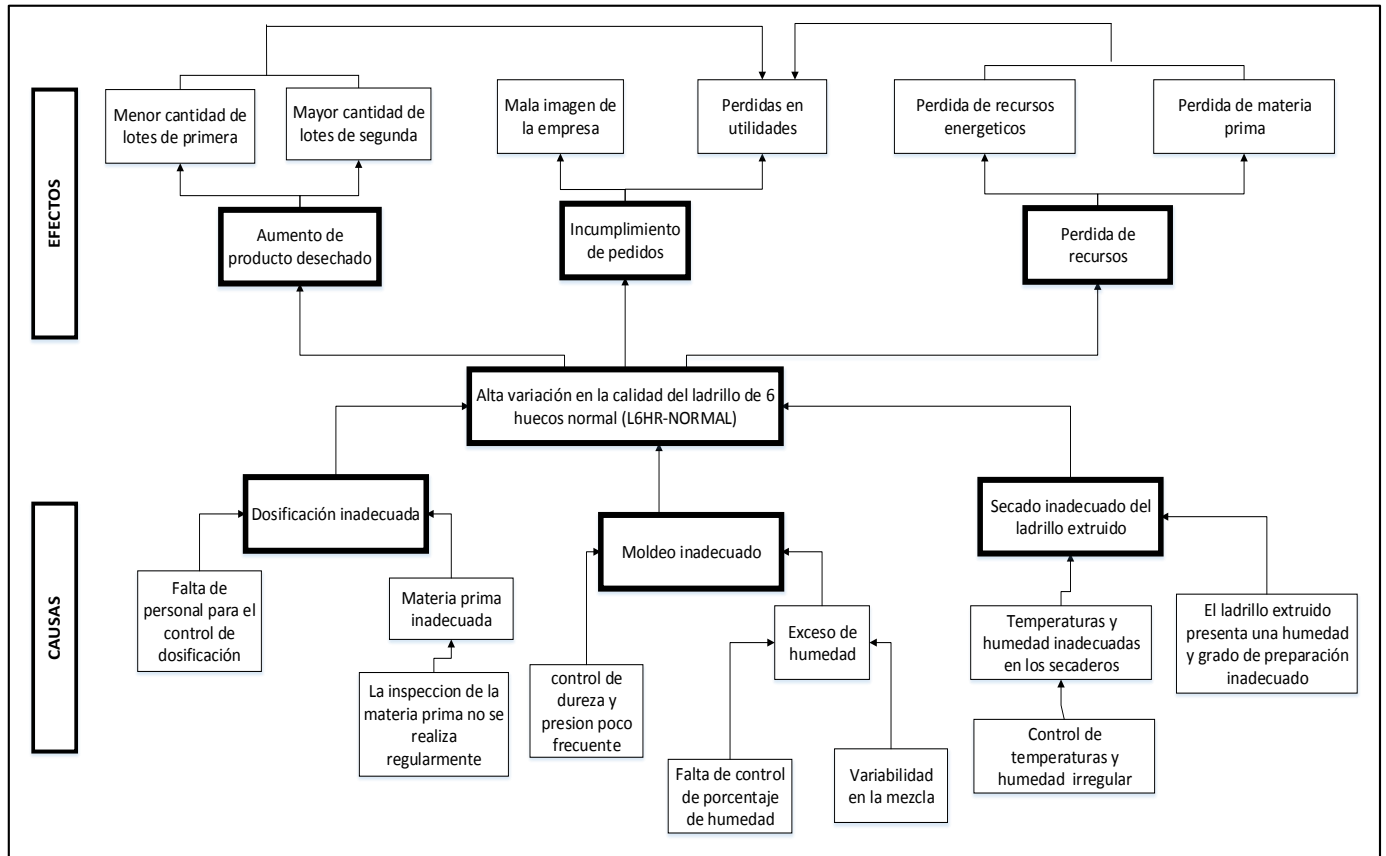 EFECTOS
Menor cantidad de
lotes de primera
Mayor cantidad de
lotes de segunda
Mala imagen de
la empresa
Perdidas en
utilidades
Perdida de recursos
energeticos
Perdida de materia
prima
Aumento de
producto desechado
Incumplimiento
de pedidos
Perdida de
recursos
Alta variación en la calidad del ladrillo de 6
huecos normal (L6HR-NORMAL)
CAUSAS
Dosificación inadecuada
Moldeo inadecuado
Secado inadecuado del
ladrillo extruido
Falta de
personal para el
control de
dosificación
Materia prima
inadecuada
La inspeccion de la
materia prima no se
realiza
regularmente
control de
dureza y
presion poco
frecuente
Exceso de
humedad
Falta de control
de porcentaje
de humedad
Variabilidad
en la mezcla
Temperaturas y
humedad inadecuadas
en los secaderos
Control de
temperaturas y
humedad irregular
El ladrillo extruido
presenta una humedad
y grado de preparación
inadecuado